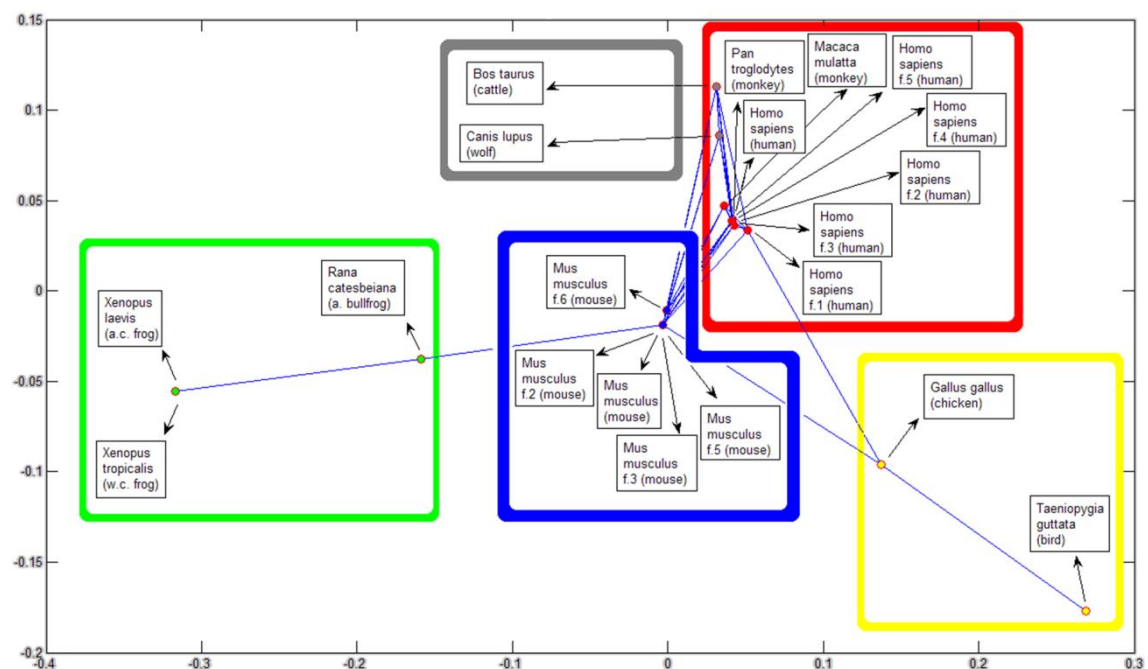 0.15
0.1
0.05
0
-0.05
-0.1
-0.15
-0.2
Bos taurus
(cattle)
Canis lupus
(wolf)
Pan
troglodytes
(monkey)
Macaca
mulatta
(monkey)
Homo
sapiens
f.5 (human)
Homo
sapiens
(human)
Homo
sapiens
f.4 (human)
Homo
sapiens
f.2 (human)
Homo
sapiens
f.3 (human)
Homo
sapiens
f.1 (human)
Xenopus
laevis
(a.c. frog)
Rana
catesbeiana
(a. bullfrog)
Xenopus
tropicalis
(w.c. frog)
Mus
musculus
f.6 (mouse)
Mus
musculus
f.2 (mouse)
Mus
musculus
(mouse)
Mus
musculus
f.3 (mouse)
Mus
musculus
f.5 (mouse)
Gallus gallus
(chicken)
Taeniopygia
guttata
(bird)
-0.4
-0.3
-0.2
-0.1
0
0.1
0.2
0.3